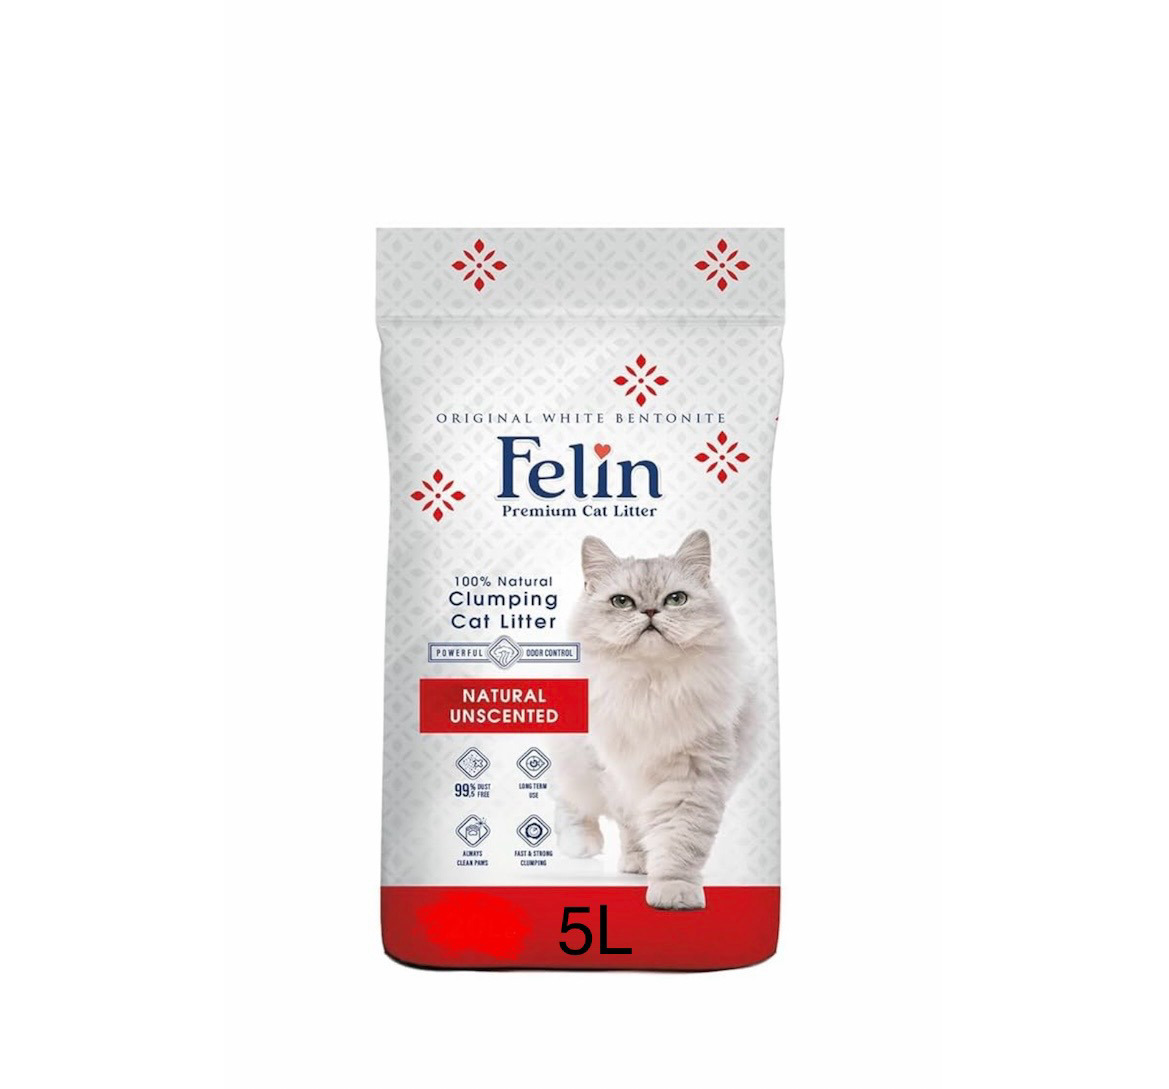 ORIGINAL WHITE BENTONITE
Felin
Premium Cat Litter
100% Natural
Clumping
Cat Litter
POWERFUL ODOR CONTROL
NATURAL
UNSCENTED
99,5% DUST FREE
LONG TERM
USE
ALWAYS
CLEAN PAWS
FAST & STRONG
CLUMPING
5L